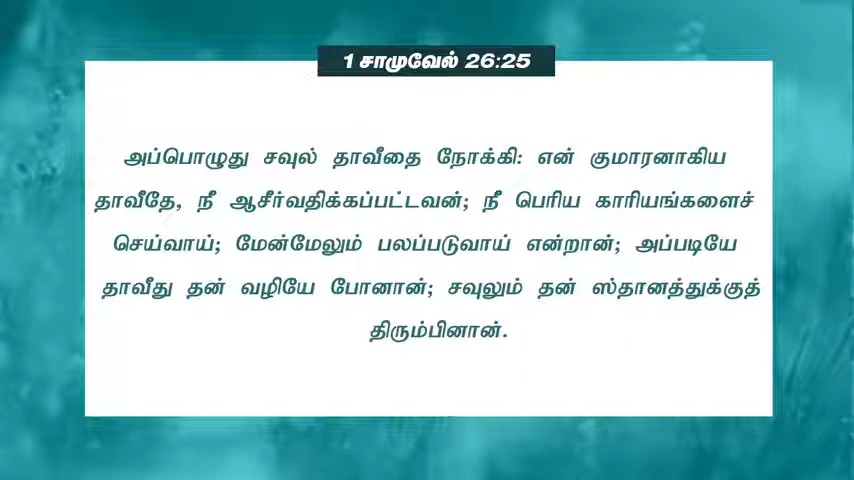 1 சாமுவேல் 26:25
அப்பொழுது சவுல் தாவீதை நோக்கி: என் குமாரனாகிய
தாவீதே, நீ ஆசீர்வதிக்கப்பட்டவன்; நீ பெரிய காரியங்களைச்
செய்வாய்; மேன்மேலும் பலப்படுவாய் என்றான்; அப்படியே
தாவீது தன் வழியே போனான்; சவுலும் தன் ஸ்தானத்துக்குத்
திரும்பினான்.